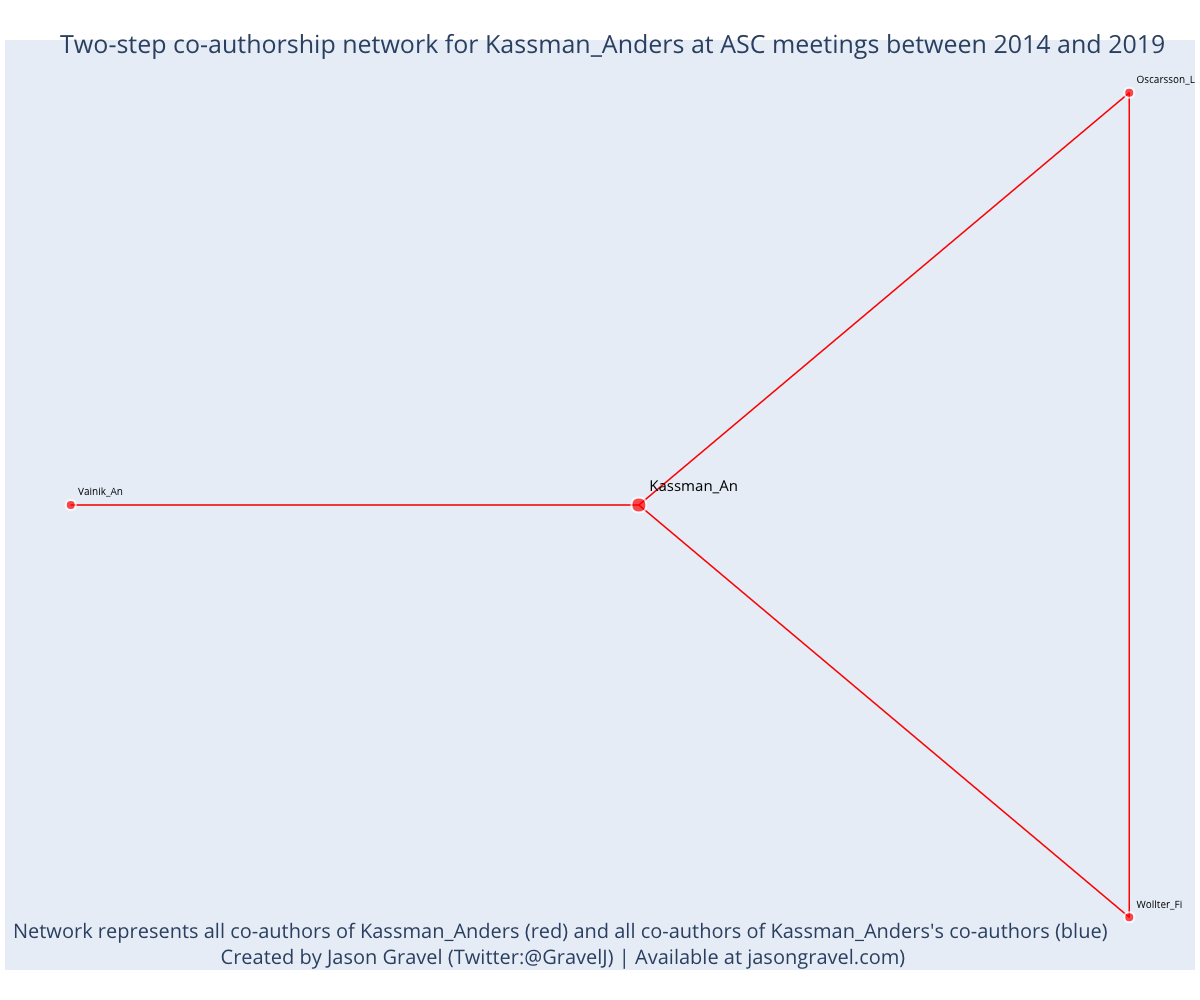 Two-step co-authorship network for Kassman_Anders at ASC meetings between 2014 and 2019
Oscarsson_L
Vainik_An
Kassman_An
Wollter_Fi
Network represents all co-authors of Kassman_Anders (red) and all co-authors of Kassman_Anders's co-authors (blue)
Created by Jason Gravel (Twitter:@GravelJ) | Available at jasongravel.com)